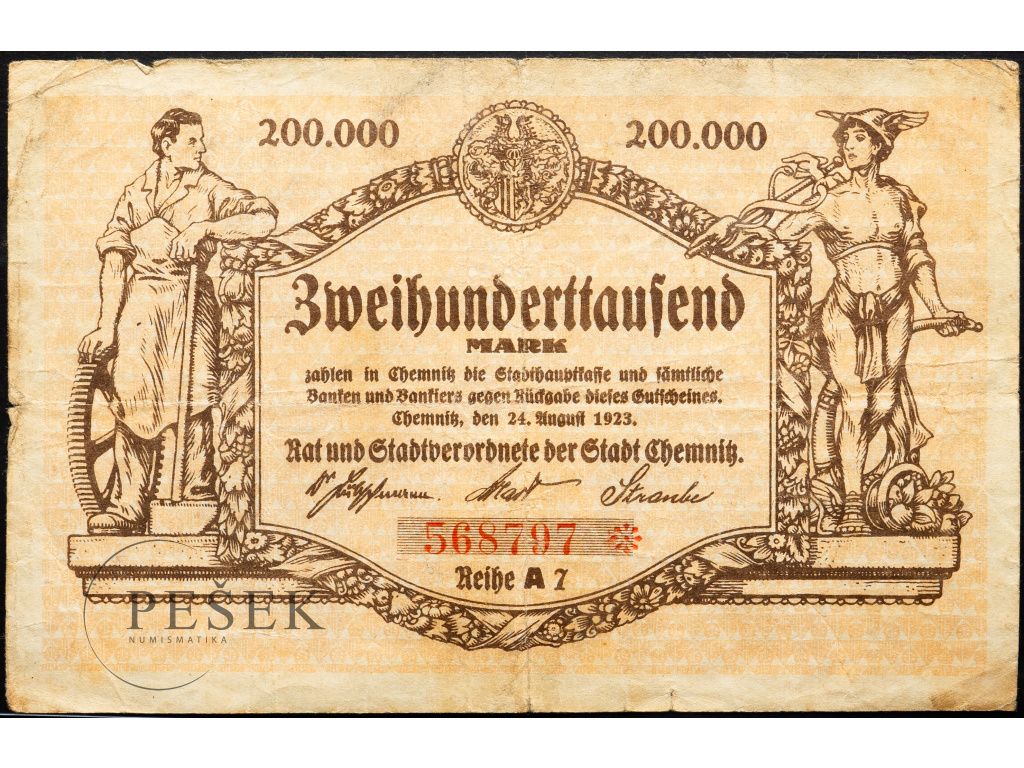 200.000 200.000
Zweihunderttausend
MARK
zahlen in Chemnitz die Stadthauptkasse und sämtliche
Banken und Bankiers gegen Rückgabe dieses Gutscheines.
Chemnitz, den 24. August 1923.
Rat und Stadtverordnete der Stadt Chemnitz.
Straube
568797
Reihe A 7
PEŠEK
NUMISMATIKA